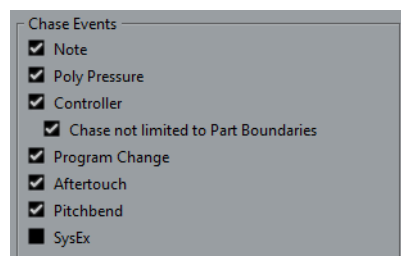 Chase Events
Note
Poly Pressure
Controller
Chase not limited to Part Boundaries
Program Change
Aftertouch
Pitchbend
SysEx